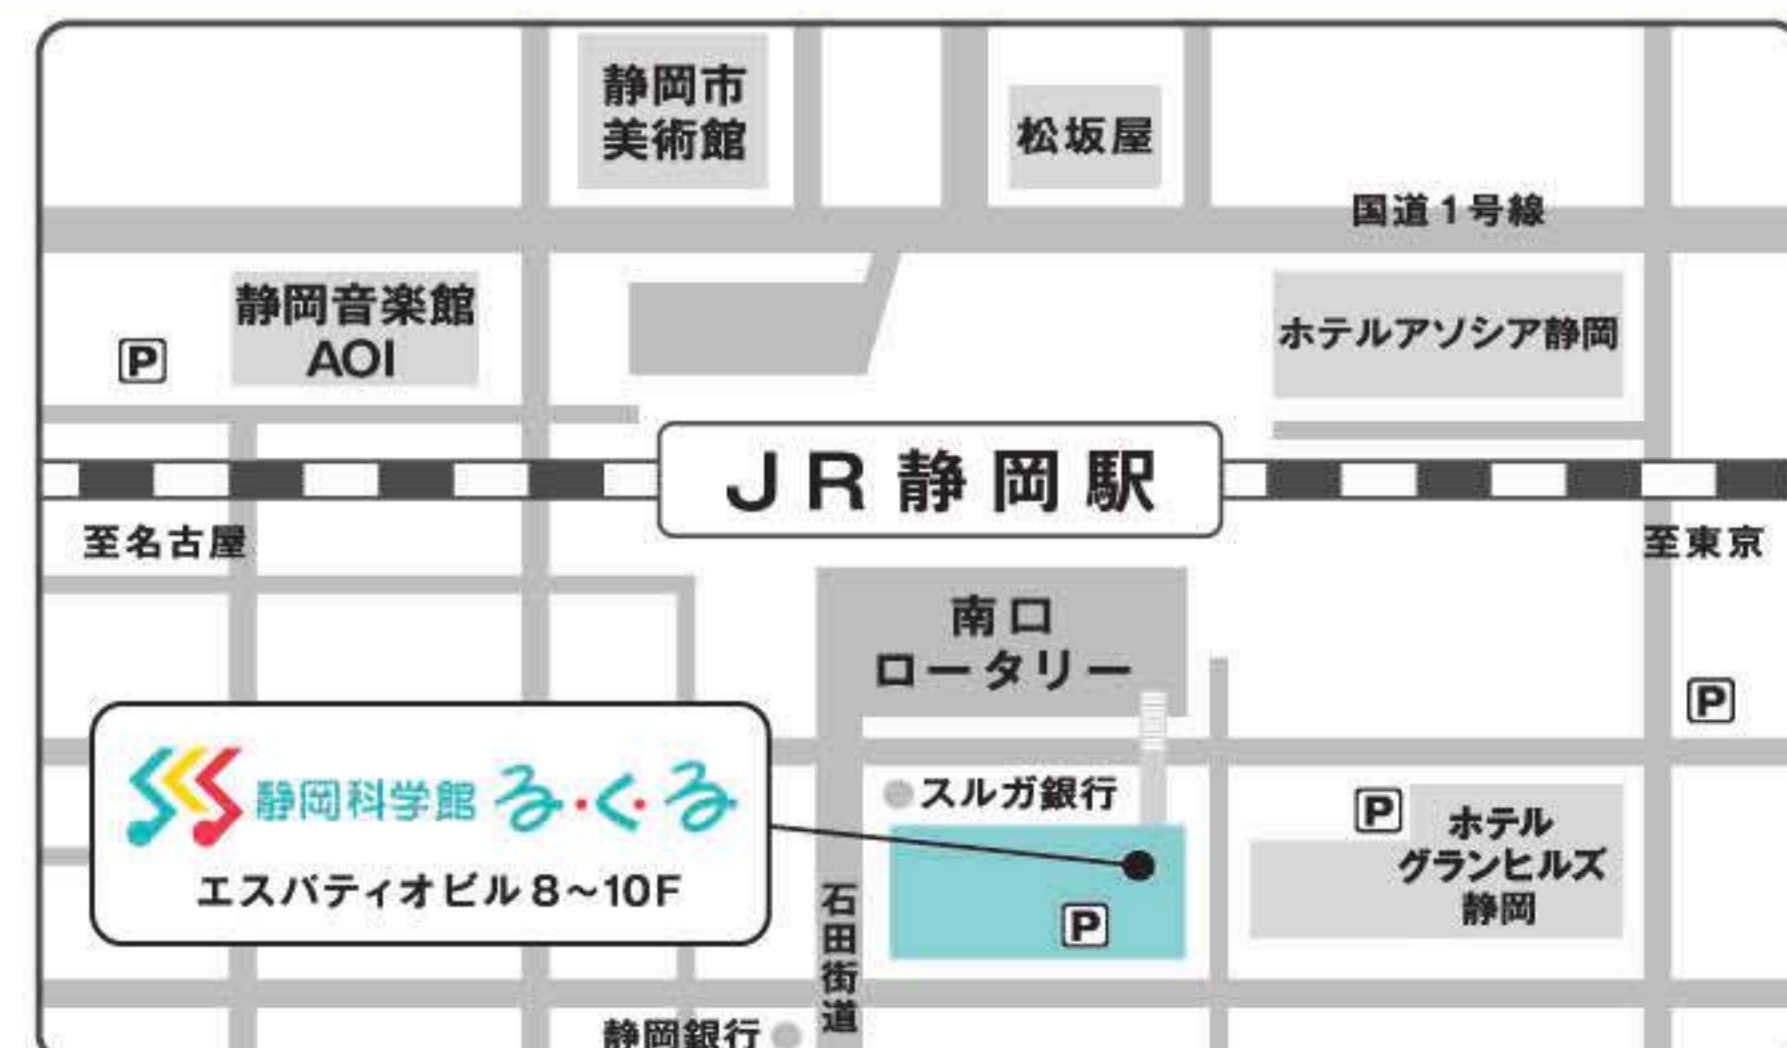 静岡市
美術館
松坂屋
国道1号線
静岡音楽館
AOI
P
ホテルアソシア静岡
JR静岡駅
至名古屋
至東京
南口
ロータリー
P
静岡科学館 る・く・る
エスパティオビル8~10F
スルガ銀行
P
ホテル
グランヒルズ
静岡
P
石田街道
静岡銀行